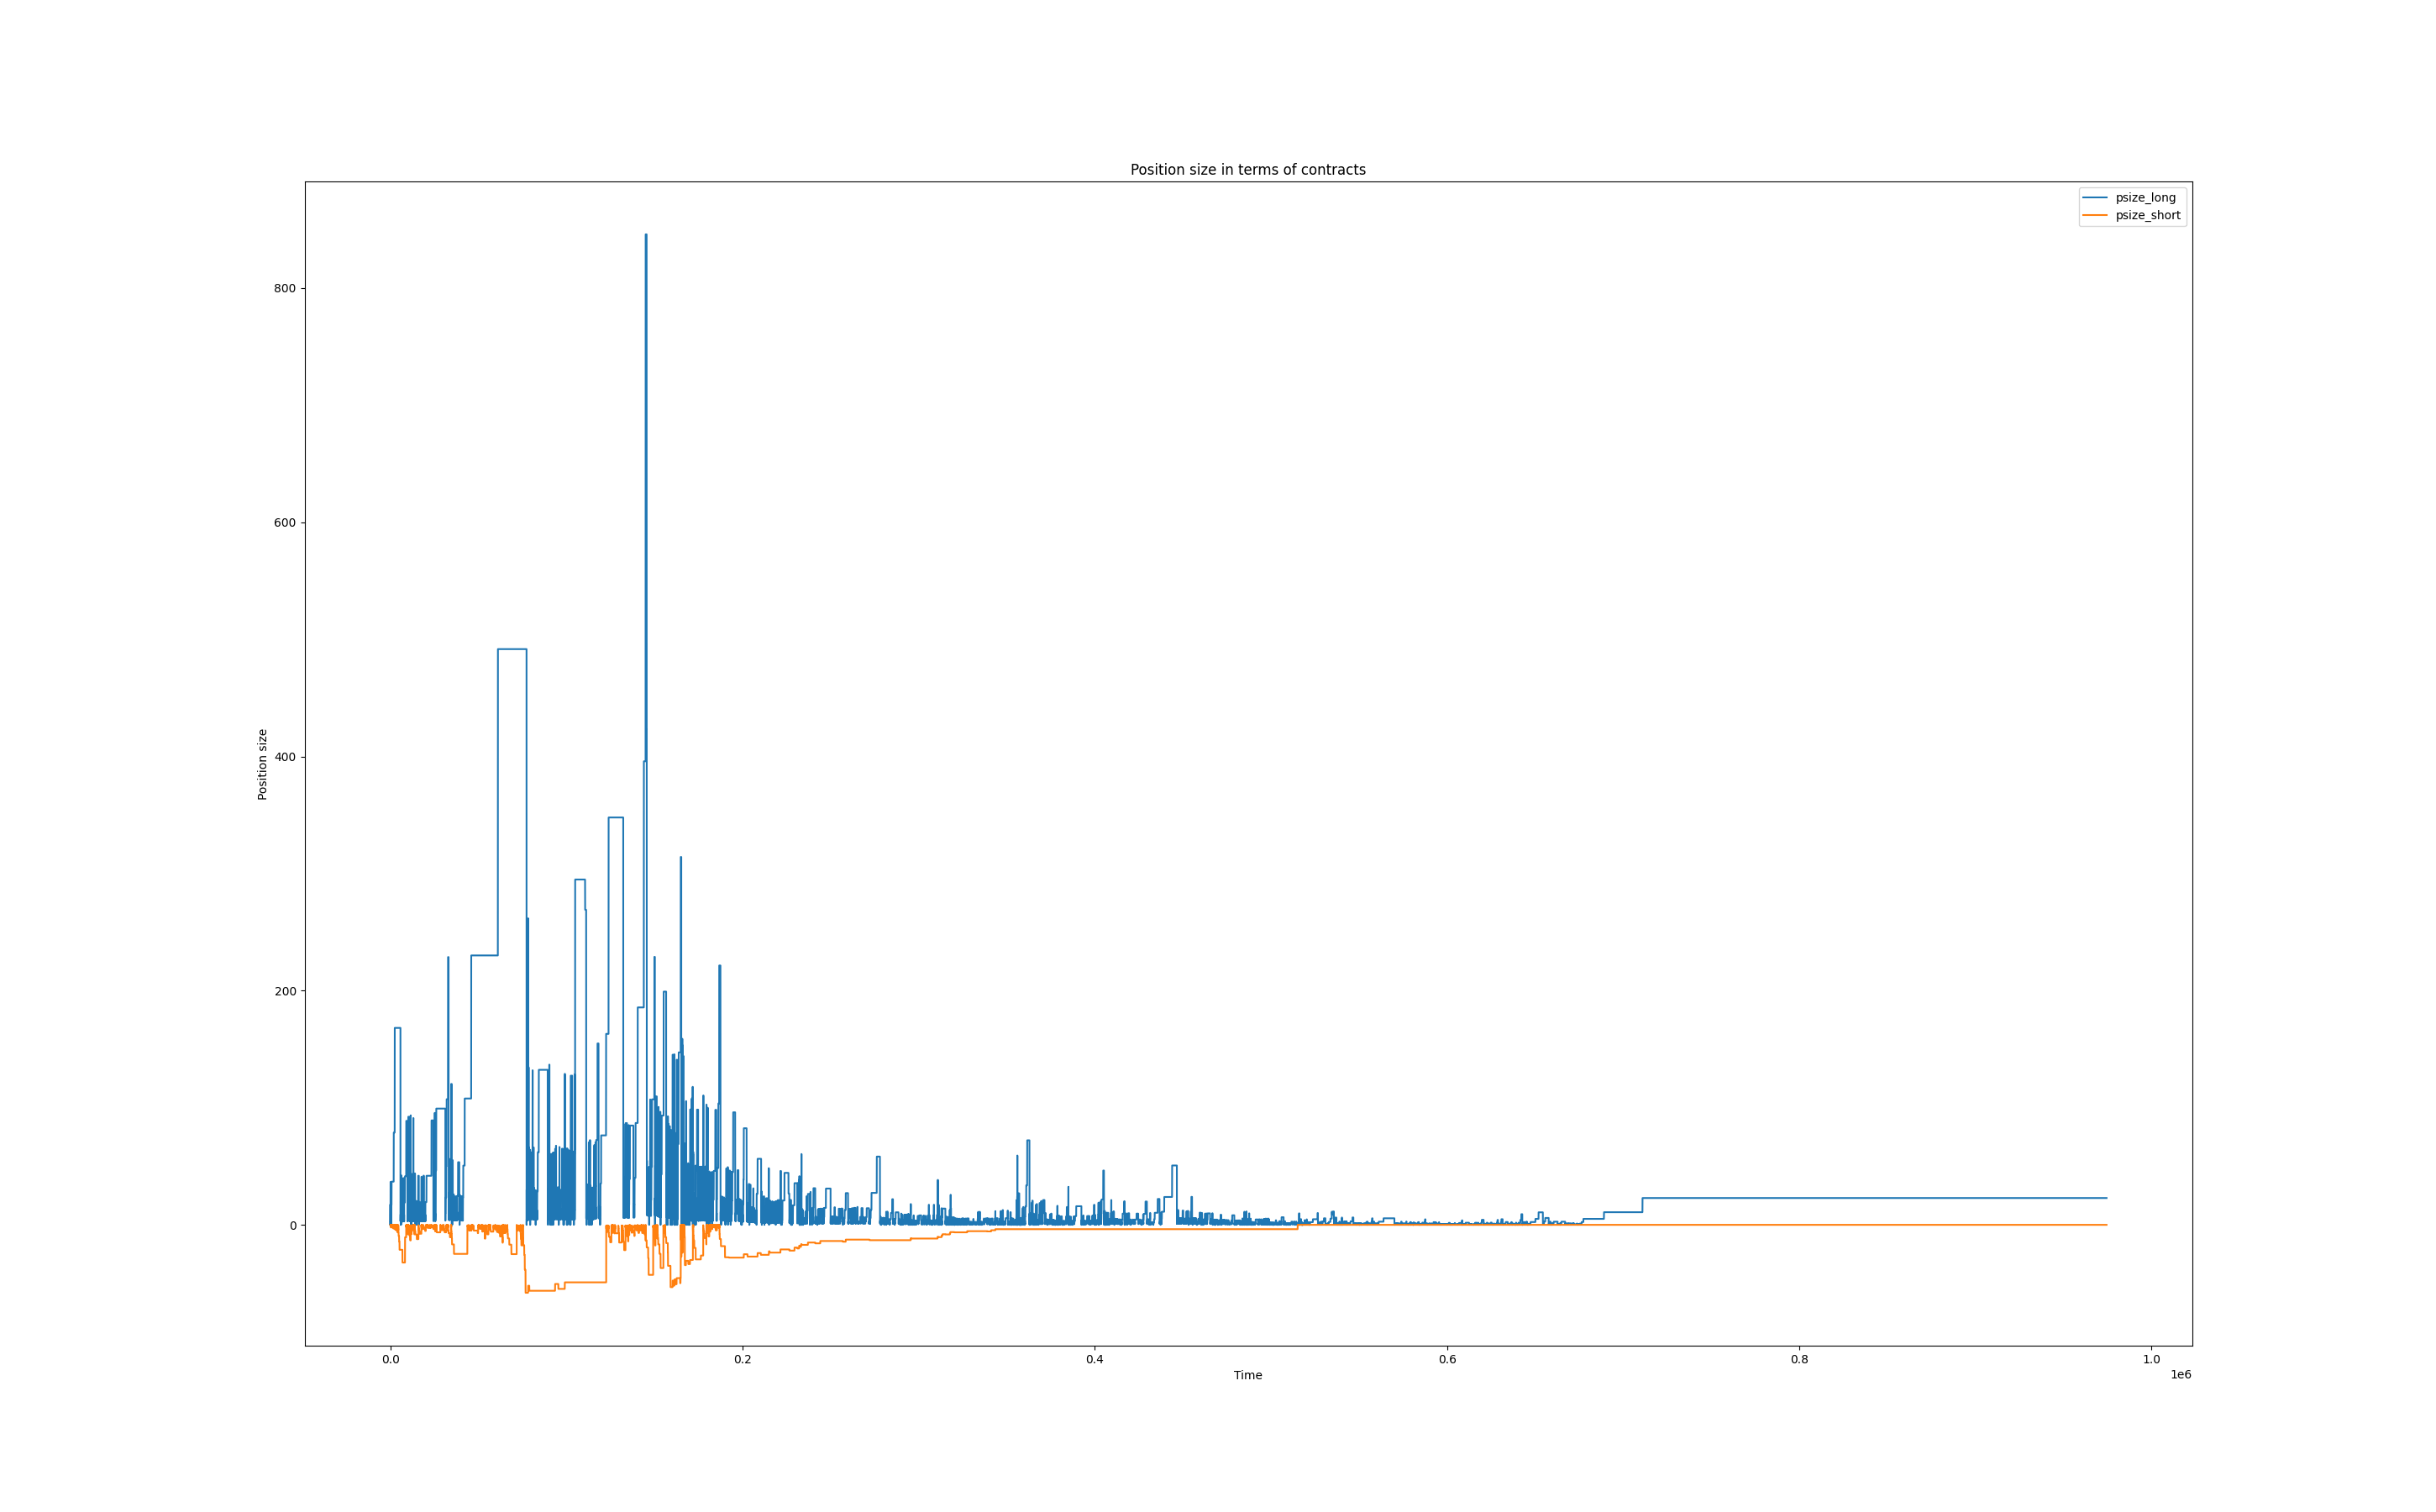 Position size in terms of contracts
psize_long
psize_short
Position size
800
600
400
200
0
0.0 0.2 0.4 0.6 0.8 1.0
1e6
Time